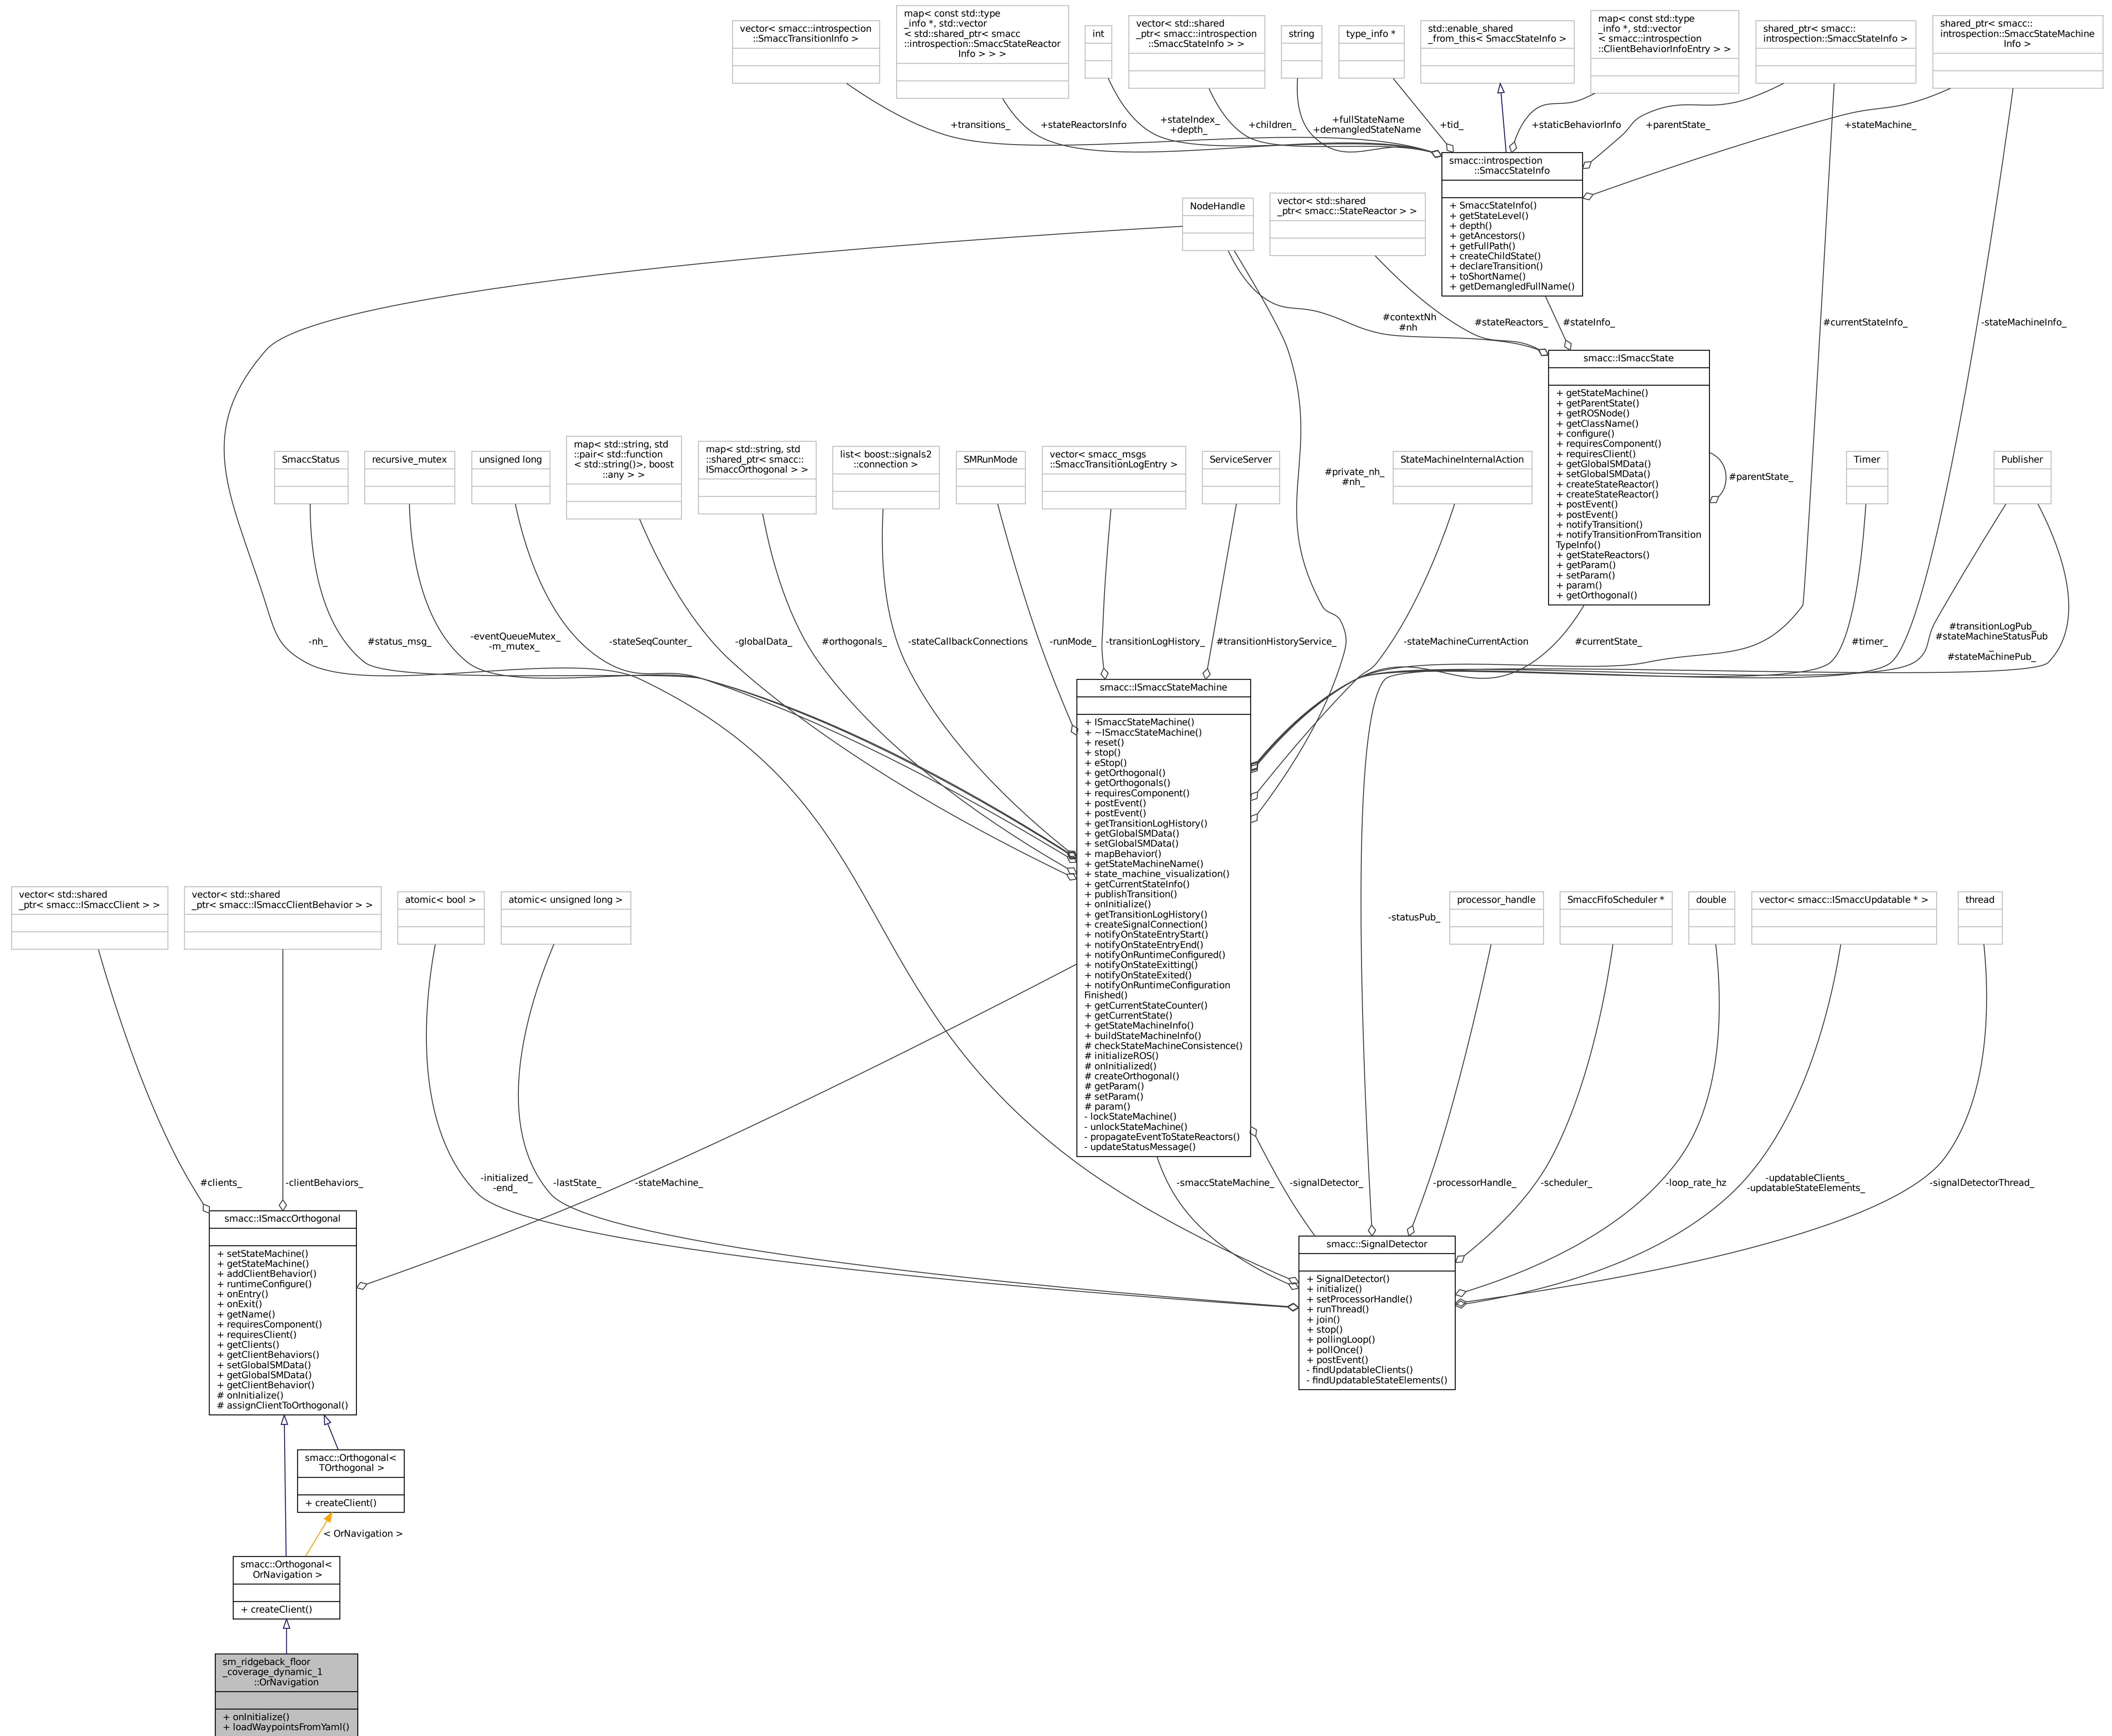 vector< smacc::introspection
::SmaccTransitionInfo >
map< const std::type
_info *, std::vector
< std::shared_ptr< smacc
::introspection::SmaccStateReactor
Info > > >
int
vector< std::shared
_ptr< smacc::introspection
::SmaccStateInfo > >
string
type_info *
std::enable_shared
_from_this< SmaccStateInfo >
map< const std::type
_info *, std::vector
< smacc::introspection
::ClientBehaviorInfoEntry > >
shared_ptr< smacc::
introspection::SmaccStateInfo >
shared_ptr< smacc::
introspection::SmaccStateMachine
Info >
+transitions_
+stateReactorsInfo
+stateIndex_
+depth_
+children_
+fullStateName
+demangledStateName
+tid_
+staticBehaviorInfo
+parentState_
+stateMachine_
smacc::introspection
::SmaccStateInfo
+ SmaccStateInfo()
+ getStateLevel()
+ depth()
+ getAncestors()
+ getFullPath()
+ createChildState()
+ declareTransition()
+ toShortName()
+ getDemangledFullName()
NodeHandle
vector< std::shared
_ptr< smacc::StateReactor > >
#contextNh
#nh
#stateReactors_
#stateInfo_
#currentStateInfo_
-stateMachineInfo_
smacc::ISmaccState
+ getStateMachine()
+ getParentState()
+ getROSNode()
+ getClassName()
+ configure()
+ requiresComponent()
+ requiresClient()
+ getGlobalSMData()
+ setGlobalSMData()
+ createStateReactor()
+ createStateReactor()
+ postEvent()
+ postEvent()
+ notifyTransition()
+ notifyTransitionFromTransition
TypeInfo()
+ getStateReactors()
+ getParam()
+ setParam()
+ param()
+ getOrthogonal()
#parentState_
SmaccStatus
recursive_mutex
unsigned long
map< std::string, std
::pair< std::function
< std::string()>, boost
::any > >
map< std::string, std
::shared_ptr< smacc::
ISmaccOrthogonal > >
list< boost::signals2
::connection >
SMRunMode
vector< smacc_msgs
::SmaccTransitionLogEntry >
ServiceServer
#private_nh_
#nh_
StateMachineInternalAction
Timer
Publisher
-nh_
#status_msg_
-eventQueueMutex_
-m_mutex_
-stateSeqCounter_
-globalData_
#orthogonals_
-stateCallbackConnections
-runMode_
-transitionLogHistory_
#transitionHistoryService_
-stateMachineCurrentAction
#currentState_
#timer_
#transitionLogPub_
#stateMachineStatusPub
_
#stateMachinePub_
smacc::ISmaccStateMachine
+ ISmaccStateMachine()
+ ~ISmaccStateMachine()
+ reset()
+ stop()
+ eStop()
+ getOrthogonal()
+ getOrthogonals()
+ requiresComponent()
+ postEvent()
+ postEvent()
+ getTransitionLogHistory()
+ getGlobalSMData()
+ setGlobalSMData()
+ mapBehavior()
+ getStateMachineName()
+ state_machine_visualization()
+ getCurrentStateInfo()
+ publishTransition()
+ onInitialize()
+ getTransitionLogHistory()
+ createSignalConnection()
+ notifyOnStateEntryStart()
+ notifyOnStateEntryEnd()
+ notifyOnRuntimeConfigured()
+ notifyOnStateExitting()
+ notifyOnStateExited()
+ notifyOnRuntimeConfiguration
Finished()
+ getCurrentStateCounter()
+ getCurrentState()
+ getStateMachineInfo()
+ buildStateMachineInfo()
# checkStateMachineConsistence()
# initializeROS()
# onInitialized()
# createOrthogonal()
# getParam()
# setParam()
# param()
- lockStateMachine()
- unlockStateMachine()
- propagateEventToStateReactors()
- updateStatusMessage()
vector< std::shared
_ptr< smacc::ISmaccClient > >
vector< std::shared
_ptr< smacc::ISmaccClientBehavior > >
atomic< bool >
atomic< unsigned long >
-statusPub_
processor_handle
SmaccFifoScheduler *
double
vector< smacc::ISmaccUpdatable * >
thread
#clients_
-clientBehaviors_
-initialized_
-end_
-lastState_
-stateMachine_
-smaccStateMachine_
-signalDetector_
-processorHandle_
-scheduler_
-loop_rate_hz
-updatableClients_
-updatableStateElements_
-signalDetectorThread_
smacc::ISmaccOrthogonal
+ setStateMachine()
+ getStateMachine()
+ addClientBehavior()
+ runtimeConfigure()
+ onEntry()
+ onExit()
+ getName()
+ requiresComponent()
+ requiresClient()
+ getClients()
+ getClientBehaviors()
+ setGlobalSMData()
+ getGlobalSMData()
+ getClientBehavior()
# onInitialize()
# assignClientToOrthogonal()
smacc::SignalDetector
+ SignalDetector()
+ initialize()
+ setProcessorHandle()
+ runThread()
+ join()
+ stop()
+ pollingLoop()
+ pollOnce()
+ postEvent()
- findUpdatableClients()
- findUpdatableStateElements()
smacc::Orthogonal<
TOrthogonal >
+ createClient()
< OrNavigation >
smacc::Orthogonal<
OrNavigation >
+ createClient()
sm_ridgeback_floor
_coverage_dynamic_1
::OrNavigation
+ onInitialize()
+ loadWaypointsFromYaml()